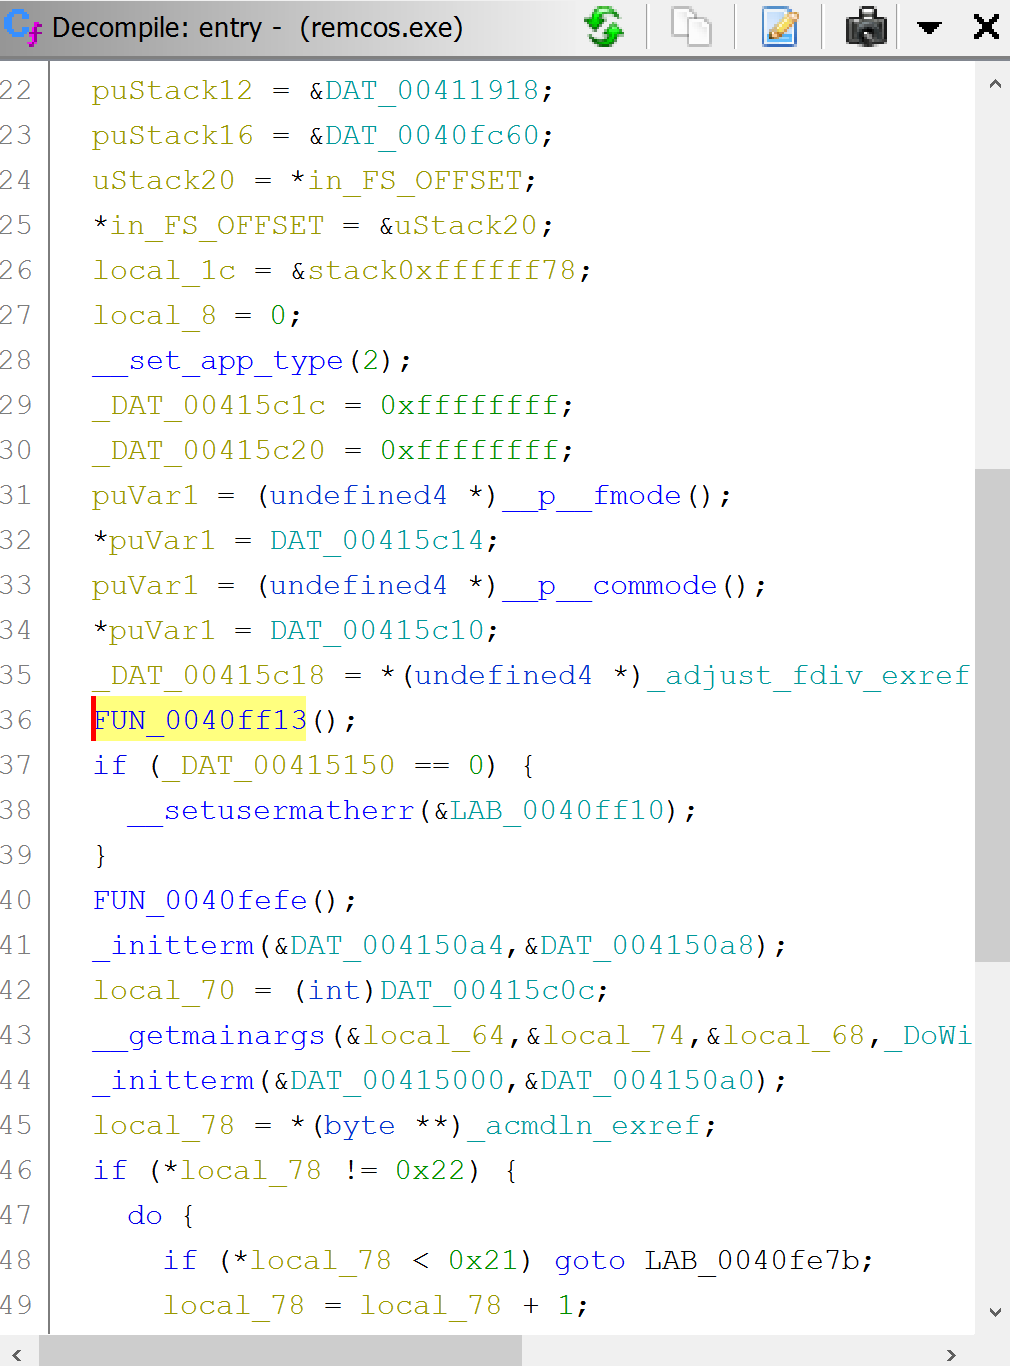 Decompile: entry - (remcos.exe)
22 puStack12 = &DAT_00411918;
23 puStack16 = &DAT_0040fc60;
24 uStack20 = *in_FS_OFFSET;
25 *in_FS_OFFSET = &uStack20;
26 local_1c = &stack0xffffff78;
27 local_8 = 0;
28 __set_app_type(2);
29 _DAT_00415c1c = 0xffffffff;
30 _DAT_00415c20 = 0xffffffff;
31 puVar1 = (undefined4 *)__p__fmode();
32 *puVar1 = DAT_00415c14;
33 puVar1 = (undefined4 *)__p__commode();
34 *puVar1 = DAT_00415c10;
35 _DAT_00415c18 = *(undefined4 *)_adjust_fdiv_exref
36 FUN_0040ff13();
37 if (_DAT_00415150 == 0) {
38 __setusermatherr(&LAB_0040ff10);
39 }
40 FUN_0040fefe();
41 _initterm(&DAT_004150a4,&DAT_004150a8);
42 local_70 = (int)DAT_00415c0c;
43 __getmainargs(&local_64,&local_74,&local_68,_DoWi
44 _initterm(&DAT_00415000,&DAT_004150a0);
45 local_78 = *(byte **)_acmdln_exref;
46 if (*local_78 != 0x22) {
47 do {
48 if (*local_78 < 0x21) goto LAB_0040fe7b;
49 local_78 = local_78 + 1;